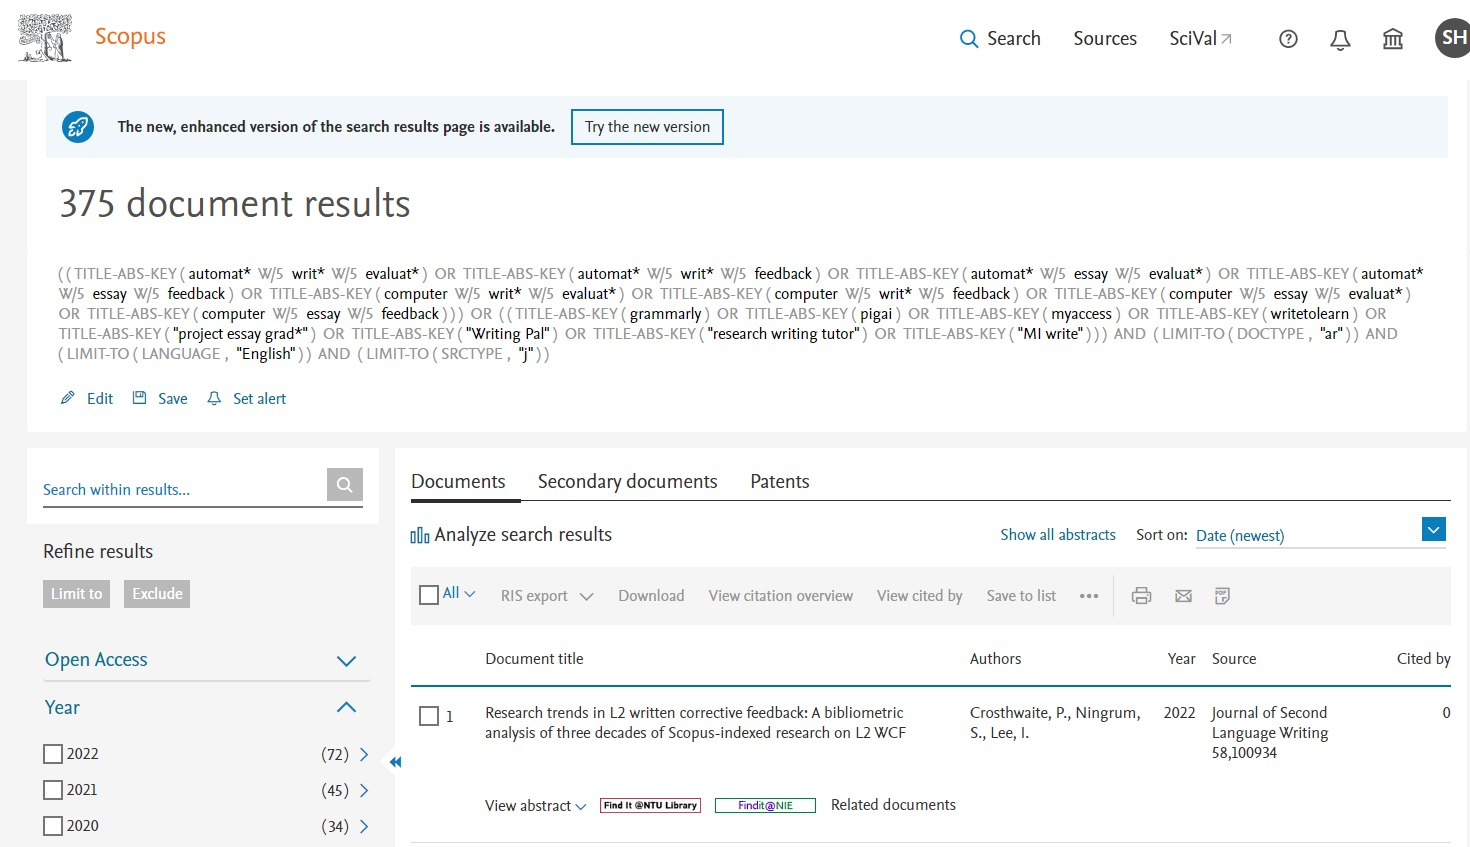 Scopus
Search Sources SciVal SH
The new, enhanced version of the search results page is available. Try the new version
375 document results
((TITLE-ABS-KEY(automat* W/5 writ* W/5 evaluat*) OR TITLE-ABS-KEY(automat* W/5 writ* W/5 feedback) OR TITLE-ABS-KEY(automat* W/5 essay W/5 evaluat*) OR TITLE-ABS-KEY(automat*
W/5 essay W/5 feedback) OR TITLE-ABS-KEY(computer W/5 writ* W/5 evaluat*) OR TITLE-ABS-KEY(computer W/5 writ* W/5 feedback) OR TITLE-ABS-KEY(computer W/5 essay W/5 evaluat*)
OR TITLE-ABS-KEY(computer W/5 essay W/5 feedback))) OR ((TITLE-ABS-KEY(grammarly) OR TITLE-ABS-KEY(pigai) OR TITLE-ABS-KEY(myaccess) OR TITLE-ABS-KEY(writetolearn) OR
TITLE-ABS-KEY("project essay grad*") OR TITLE-ABS-KEY("Writing Pal") OR TITLE-ABS-KEY("research writing tutor") OR TITLE-ABS-KEY("MI write"))) AND (LIMIT-TO(DOCTYPE, "ar")) AND
(LIMIT-TO(LANGUAGE, "English")) AND (LIMIT-TO(SRCTYPE, "j"))
Edit Save Set alert
Search within results...
Refine results
Limit to Exclude
Open Access
Year
2022 (72)
2021 (45)
2020 (34)
Documents Secondary documents Patents
Analyze search results Show all abstracts Sort on: Date (newest)
All RIS export Download View citation overview View cited by Save to list ••• PDF
Document title Authors Year Source Cited by
1 Research trends in L2 written corrective feedback: A bibliometric Crosthwaite, P., Ningrum, 2022 Journal of Second 0
analysis of three decades of Scopus-indexed research on L2 WCF S., Lee, I. Language Writing
58,100934
View abstract Find It @NTU Library Findit@NIE Related documents